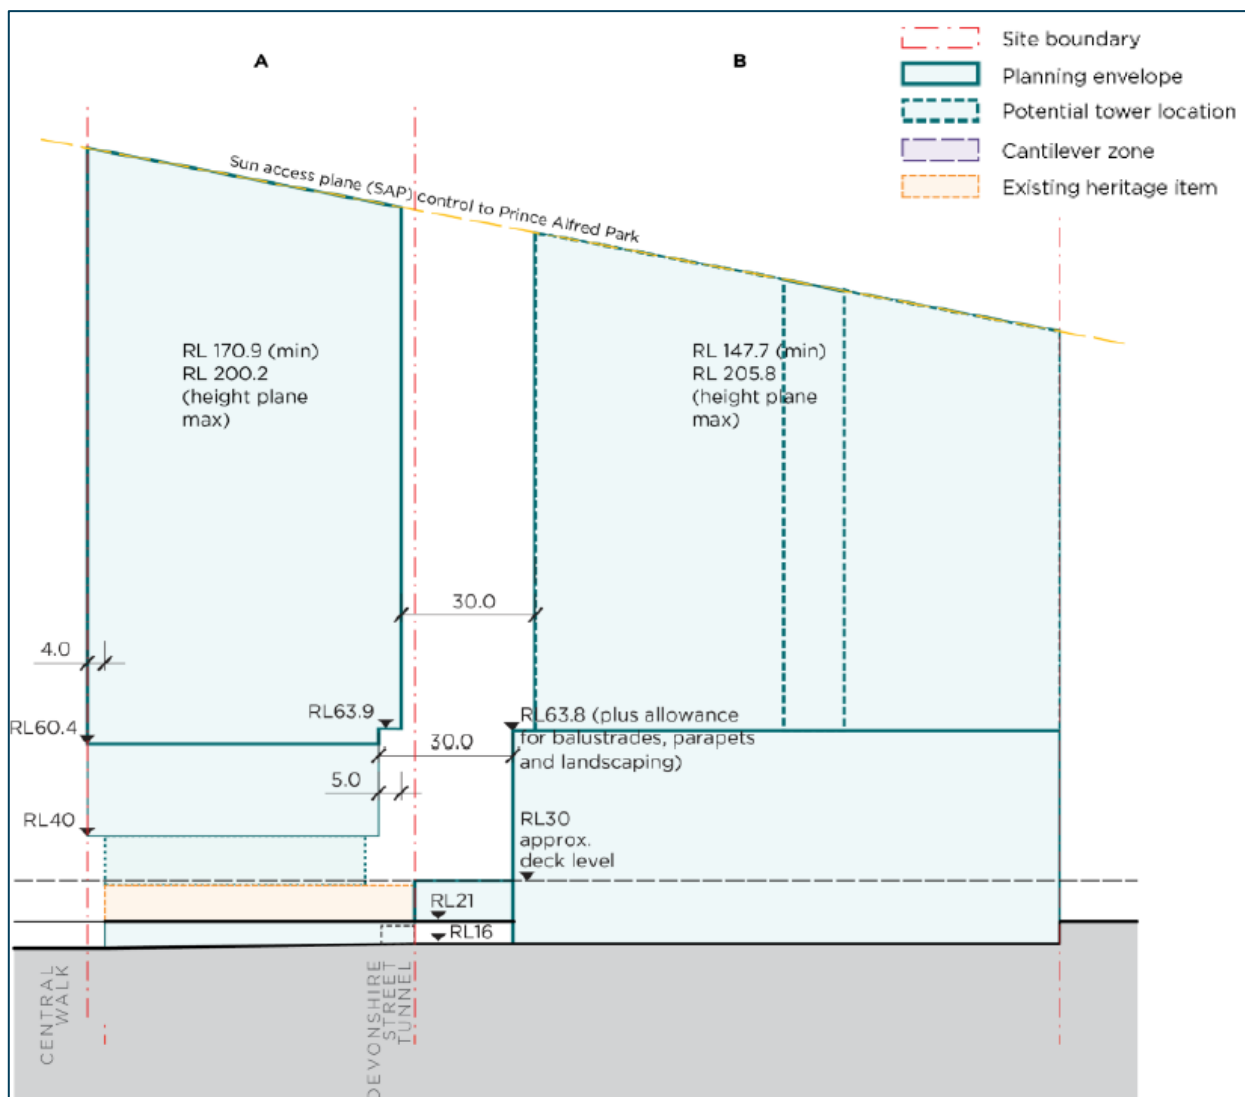 A
B
Site boundary
Planning envelope
Potential tower location
Cantilever zone
Existing heritage item
Sun access plane (SAP) control to Prince Alfred Park
RL 170.9 (min)
RL 200.2
(height plane
max)
RL 147.7 (min)
RL 205.8
(height plane
max)
30.0
4.0
RL60.4
RL63.9
RL63.8 (plus allowance
for balustrades, parapets
and landscaping)
30.0
5.0
RL40
RL30
approx.
deck level
RL21
RL16
CENTRAL
WALK
DEVONSHIRE
STREET
TUNNEL